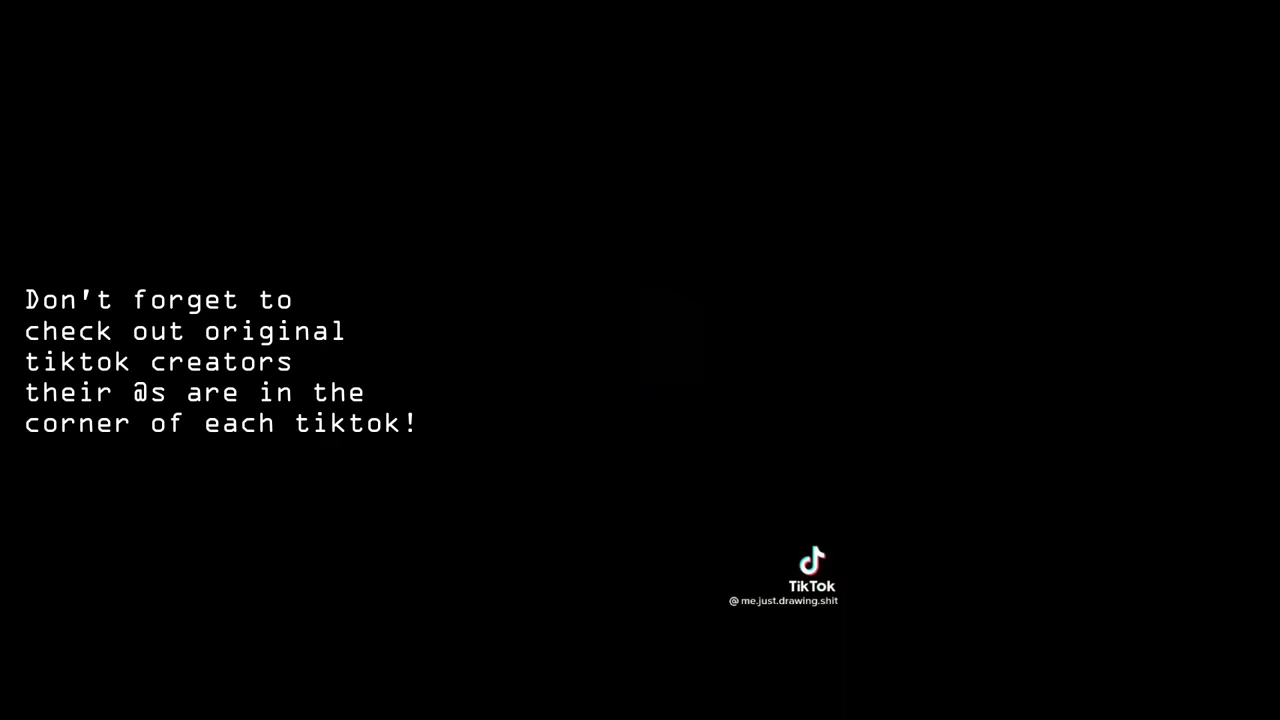 Don't forget to
check out original
tiktok creators
their @s are in the
corner of each tiktok!
TikTok
@ me.just.drawing.shit